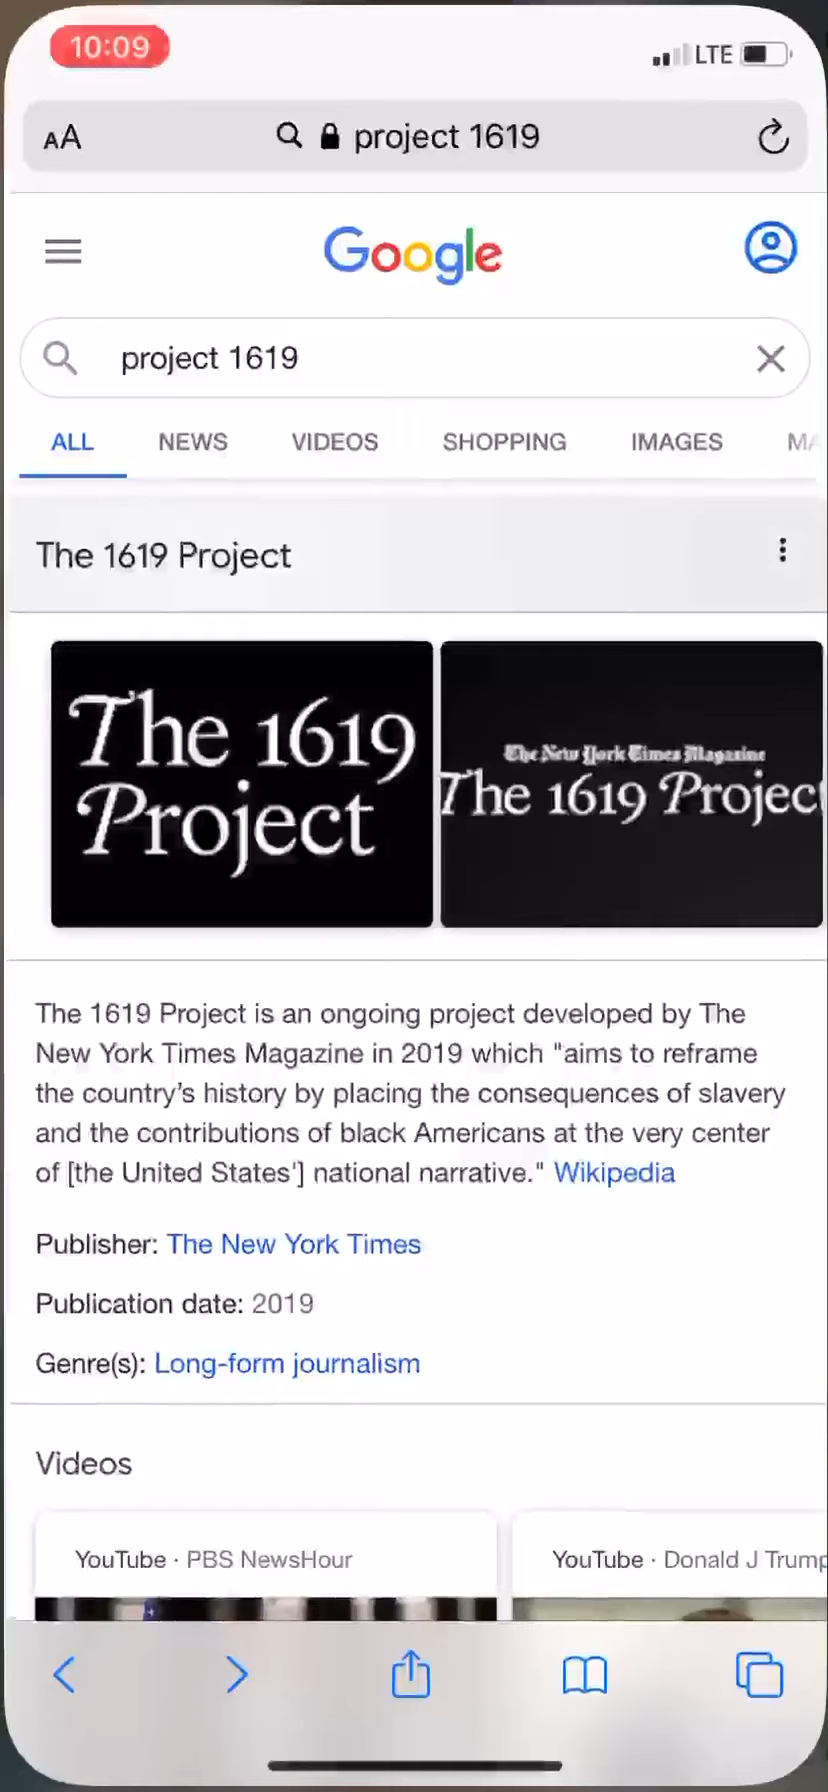 10:09
LTE
AA project 1619
Google
project 1619
ALL NEWS VIDEOS SHOPPING IMAGES MA
The 1619 Project
The 1619
Project
The New York Times Magazine
The 1619 Project
The 1619 Project is an ongoing project developed by The
New York Times Magazine in 2019 which "aims to reframe
the country's history by placing the consequences of slavery
and the contributions of black Americans at the very center
of [the United States'] national narrative." Wikipedia
Publisher: The New York Times
Publication date: 2019
Genre(s): Long-form journalism
Videos
YouTube · PBS NewsHour
YouTube · Donald J Trump